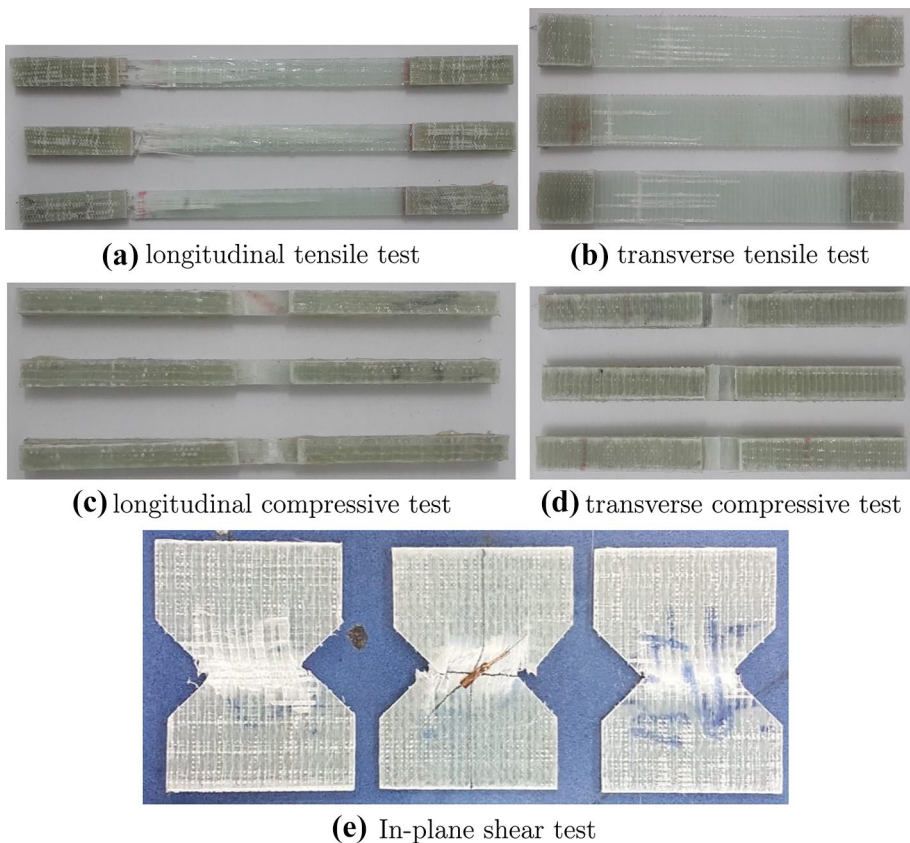 (a) longitudinal tensile test
(b) transverse tensile test
(c) longitudinal compressive test
(d) transverse compressive test
(e) In-plane shear test